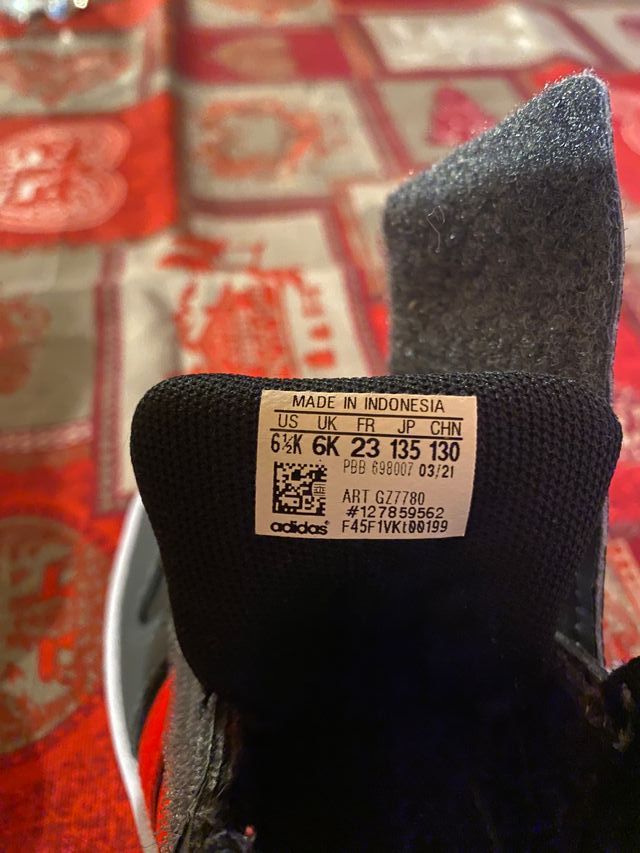 MADE IN INDONESIA
US UK FR JP CHN
6½K 6K 23 135 130
PBB 698007 03/21
ART GZ7780
#127859562
adidas F45F1VKt00199